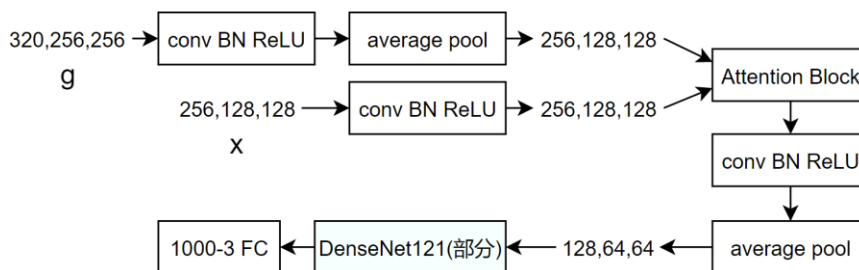 320,256,256
conv BN ReLU
average pool
256,128,128
g
Attention Block
256,128,128
conv BN ReLU
256,128,128
x
conv BN ReLU
1000-3 FC
DenseNet121(部分)
128,64,64
average pool